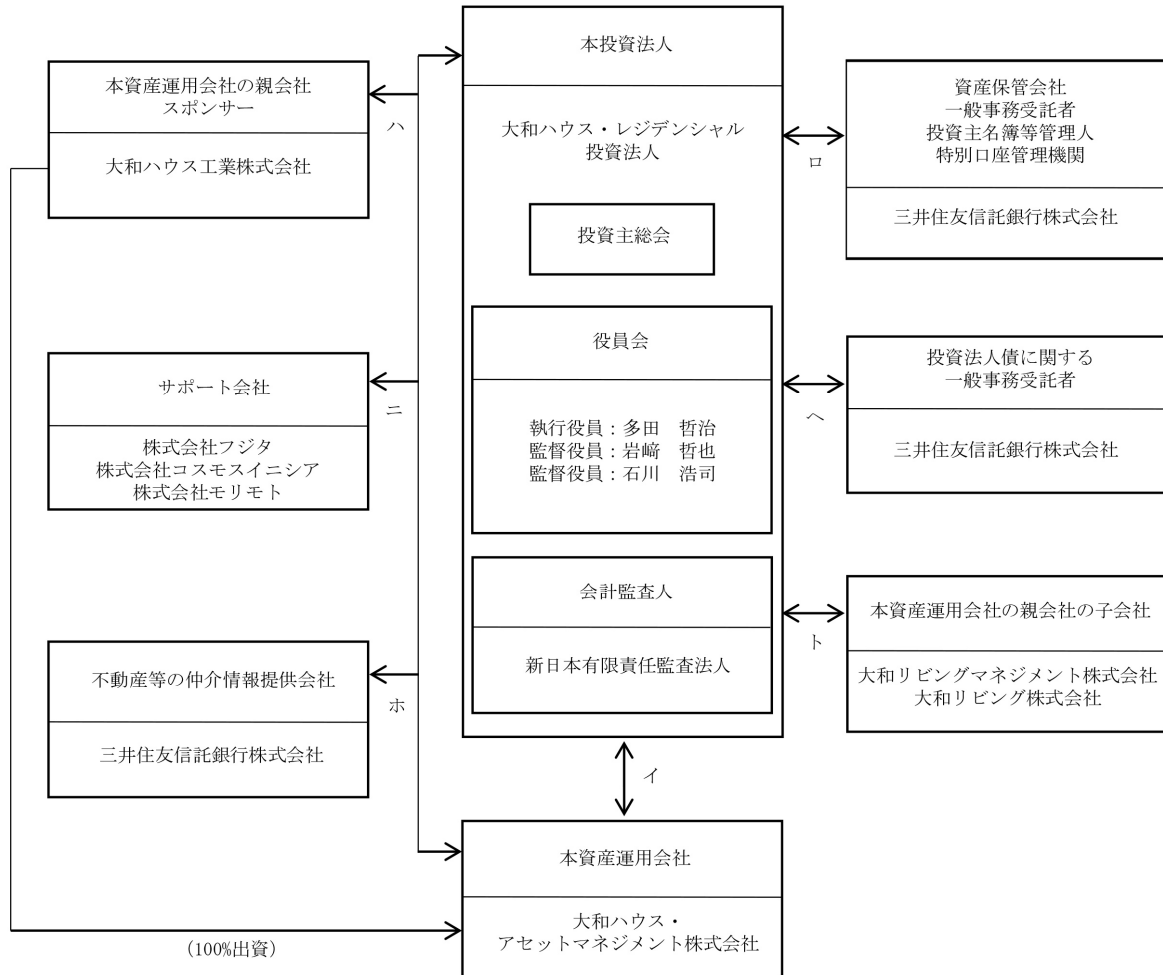 本投資法人
大和ハウス・レジデンシャル
投資法人
投資主総会
役員会
執行役員:多田　哲治
監督役員:岩﨑　哲也
監督役員:石川　浩司
会計監査人
新日本有限責任監査法人
本資産運用会社の親会社
スポンサー
大和ハウス工業株式会社
ハ
サポート会社
株式会社フジタ
株式会社コスモスイニシア
株式会社モリモト
ニ
不動産等の仲介情報提供会社
三井住友信託銀行株式会社
ホ
資産保管会社
一般事務受託者
投資主名簿等管理人
特別口座管理機関
三井住友信託銀行株式会社
ロ
投資法人債に関する
一般事務受託者
三井住友信託銀行株式会社
ヘ
本資産運用会社の親会社の子会社
大和リビングマネジメント株式会社
大和リビング株式会社
ト
イ
本資産運用会社
大和ハウス・
アセットマネジメント株式会社
(100%出資)